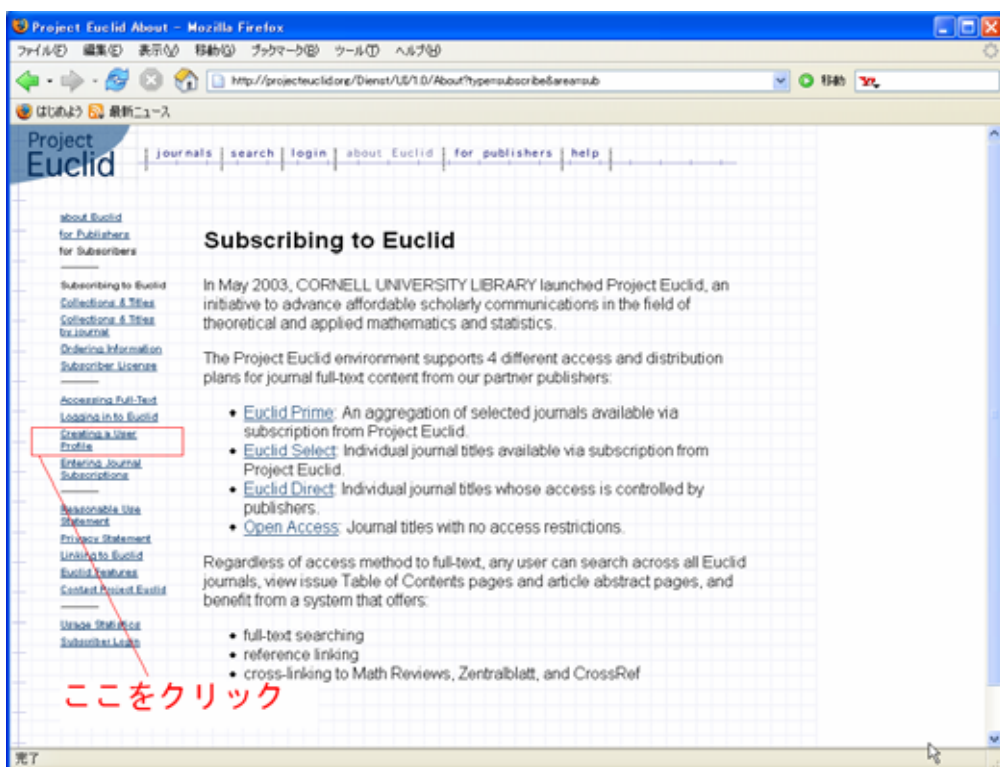 Project Euclid About - Mozilla Firefox
ファイル(F) 編集(E) 表示(V) 移動(G) ブックマーク(B) ツール(T) ヘルプ(H)
http://projecteuclid.org/Dienst/UI/1.0/About?type=subscribe&area=sub 移動
はじめよう 最新ニュース
Project
Euclid
journals search login about Euclid for publishers help
about Euclid
for Publishers
for Subscribers
Subscribing to Euclid
Collections & Titles
Collections & Titles
by journal
Ordering Information
Subscriber License
Accessing Full-Text
Logging in to Euclid
Creating a User
Profile
Entering Journal
Subscriptions
Reasonable Use
Statement
Privacy Statement
Linking to Euclid
Euclid Features
Contact Project Euclid
Usage Statistics
Subscriber Login
ここをクリック
Subscribing to Euclid
In May 2003, CORNELL UNIVERSITY LIBRARY launched Project Euclid, an
initiative to advance affordable scholarly communications in the field of
theoretical and applied mathematics and statistics.
The Project Euclid environment supports 4 different access and distribution
plans for journal full-text content from our partner publishers:
• Euclid Prime: An aggregation of selected journals available via
subscription from Project Euclid.
• Euclid Select: Individual journal titles available via subscription from
Project Euclid.
• Euclid Direct: Individual journal titles whose access is controlled by
publishers.
• Open Access: Journal titles with no access restrictions.
Regardless of access method to full-text, any user can search across all Euclid
journals, view issue Table of Contents pages and article abstract pages, and
benefit from a system that offers:
• full-text searching
• reference linking
• cross-linking to Math Reviews, Zentralblatt, and CrossRef
完了